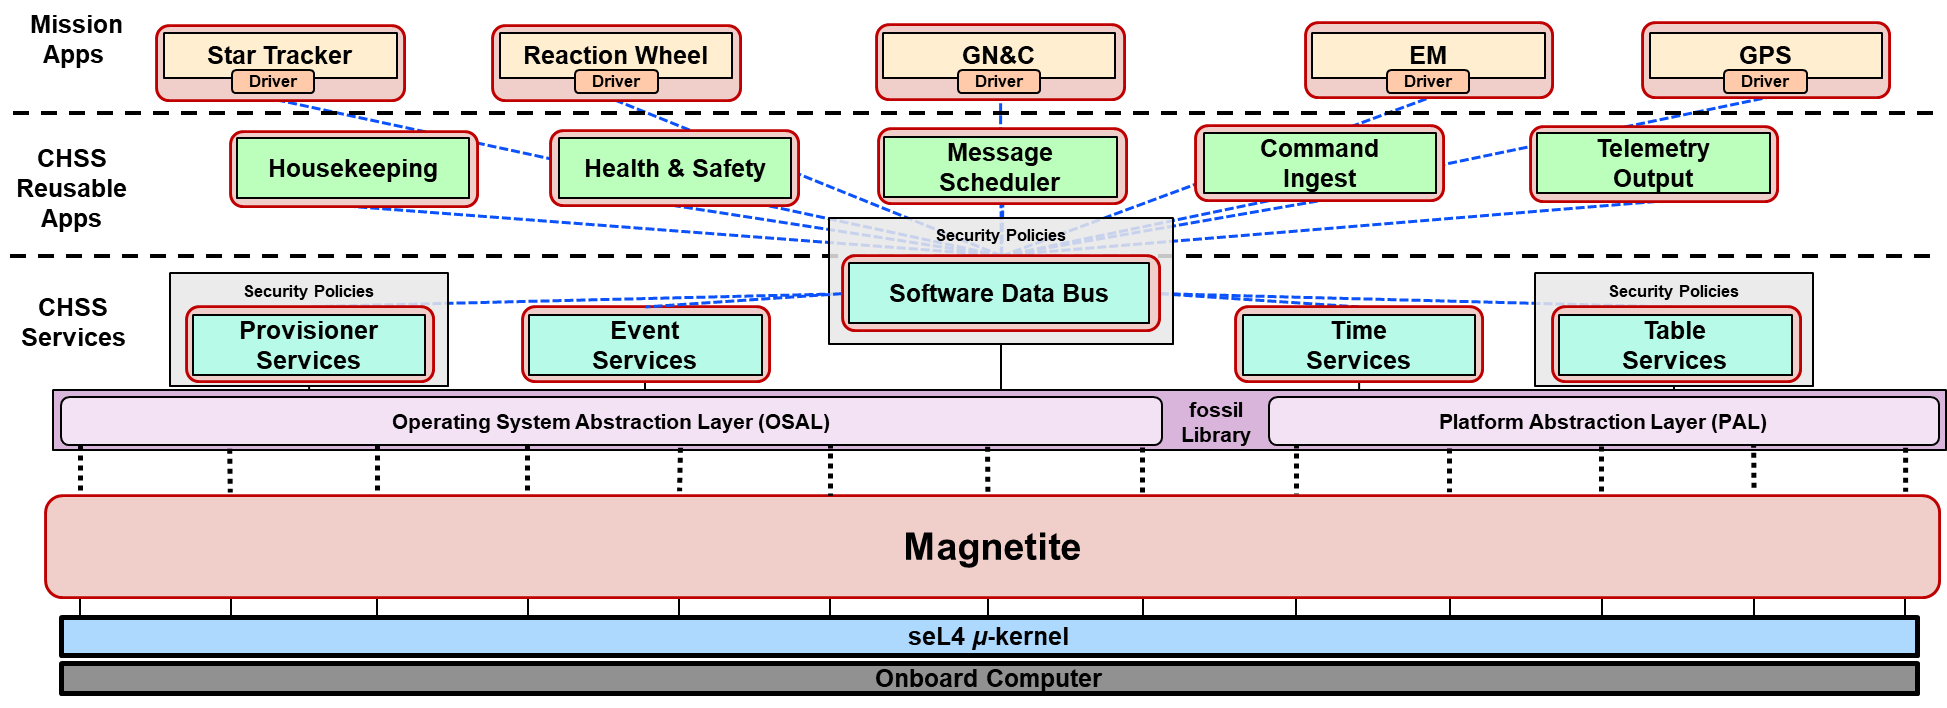 Mission
Apps
Star Tracker
Driver
Reaction Wheel
Driver
GN&C
Driver
EM
Driver
GPS
Driver
CHSS
Reusable
Apps
Housekeeping
Health & Safety
Message
Scheduler
Command
Ingest
Telemetry
Output
CHSS
Services
Security Policies
Provisioner
Services
Event
Services
Security Policies
Software Data Bus
Time
Services
Security Policies
Table
Services
Operating System Abstraction Layer (OSAL)
fossil
Library
Platform Abstraction Layer (PAL)
Magnetite
seL4 µ-kernel
Onboard Computer